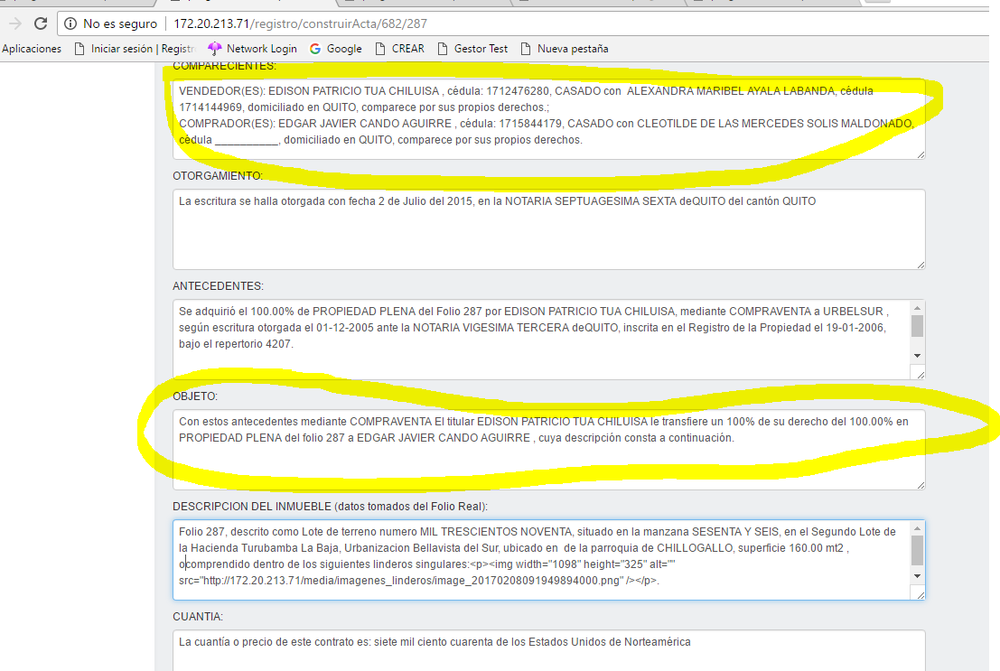 No es seguro 172.20.213.71/registro/construirActa/682/287
Aplicaciones Iniciar sesión | Registr Network Login Google CREAR Gestor Test Nueva pestaña
COMPARECIENTES:
VENDEDOR(ES): EDISON PATRICIO TUA CHILUISA , cédula: 1712476280, CASADO con ALEXANDRA MARIBEL AYALA LABANDA, cédula
1714144969, domiciliado en QUITO, comparece por sus propios derechos.;
COMPRADOR(ES): EDGAR JAVIER CANDO AGUIRRE , cédula: 1715844179, CASADO con CLEOTILDE DE LAS MERCEDES SOLIS MALDONADO,
cédula __________, domiciliado en QUITO, comparece por sus propios derechos.
OTORGAMIENTO:
La escritura se halla otorgada con fecha 2 de Julio del 2015, en la NOTARIA SEPTUAGESIMA SEXTA deQUITO del cantón QUITO
ANTECEDENTES:
Se adquirió el 100.00% de PROPIEDAD PLENA del Folio 287 por EDISON PATRICIO TUA CHILUISA, mediante COMPRAVENTA a URBELSUR ,
según escritura otorgada el 01-12-2005 ante la NOTARIA VIGESIMA TERCERA deQUITO, inscrita en el Registro de la Propiedad el 19-01-2006,
bajo el repertorio 4207.
OBJETO:
Con estos antecedentes mediante COMPRAVENTA El titular EDISON PATRICIO TUA CHILUISA le transfiere un 100% de su derecho del 100.00% en
PROPIEDAD PLENA del folio 287 a EDGAR JAVIER CANDO AGUIRRE , cuya descripción consta a continuación.
DESCRIPCION DEL INMUEBLE (datos tomados del Folio Real):
Folio 287, descrito como Lote de terreno numero MIL TRESCIENTOS NOVENTA, situado en la manzana SESENTA Y SEIS, en el Segundo Lote de
la Hacienda Turubamba La Baja, Urbanizacion Bellavista del Sur, ubicado en de la parroquia de CHILLOGALLO, superficie 160.00 mt2 ,
ocomprendido dentro de los siguientes linderos singulares:<p><img width="1098" height="325" alt=""
src="http://172.20.213.71/media/imagenes_linderos/image_20170208091949894000.png" /></p>.
CUANTIA:
La cuantía o precio de este contrato es: siete mil ciento cuarenta de los Estados Unidos de Norteamérica